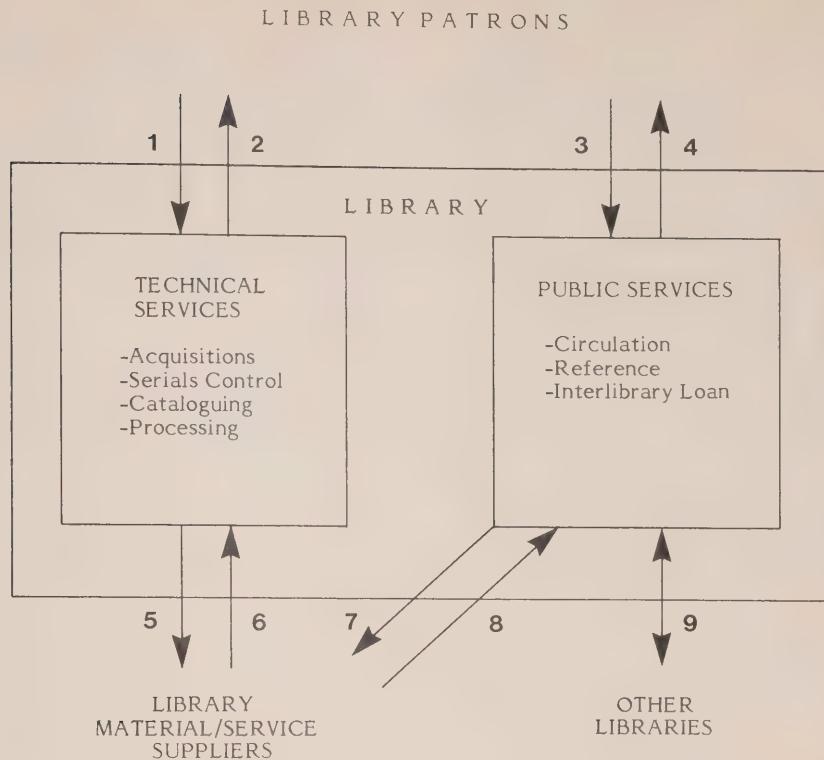 LIBRARY PATRONS
1 2 3 4
LIBRARY
TECHNICAL
SERVICES
-Acquisitions
-Serials Control
-Cataloguing
-Processing
PUBLIC SERVICES
-Circulation
-Reference
-Interlibrary Loan
5 6 7 8 9
LIBRARY
MATERIAL/SERVICE
SUPPLIERS
OTHER
LIBRARIES